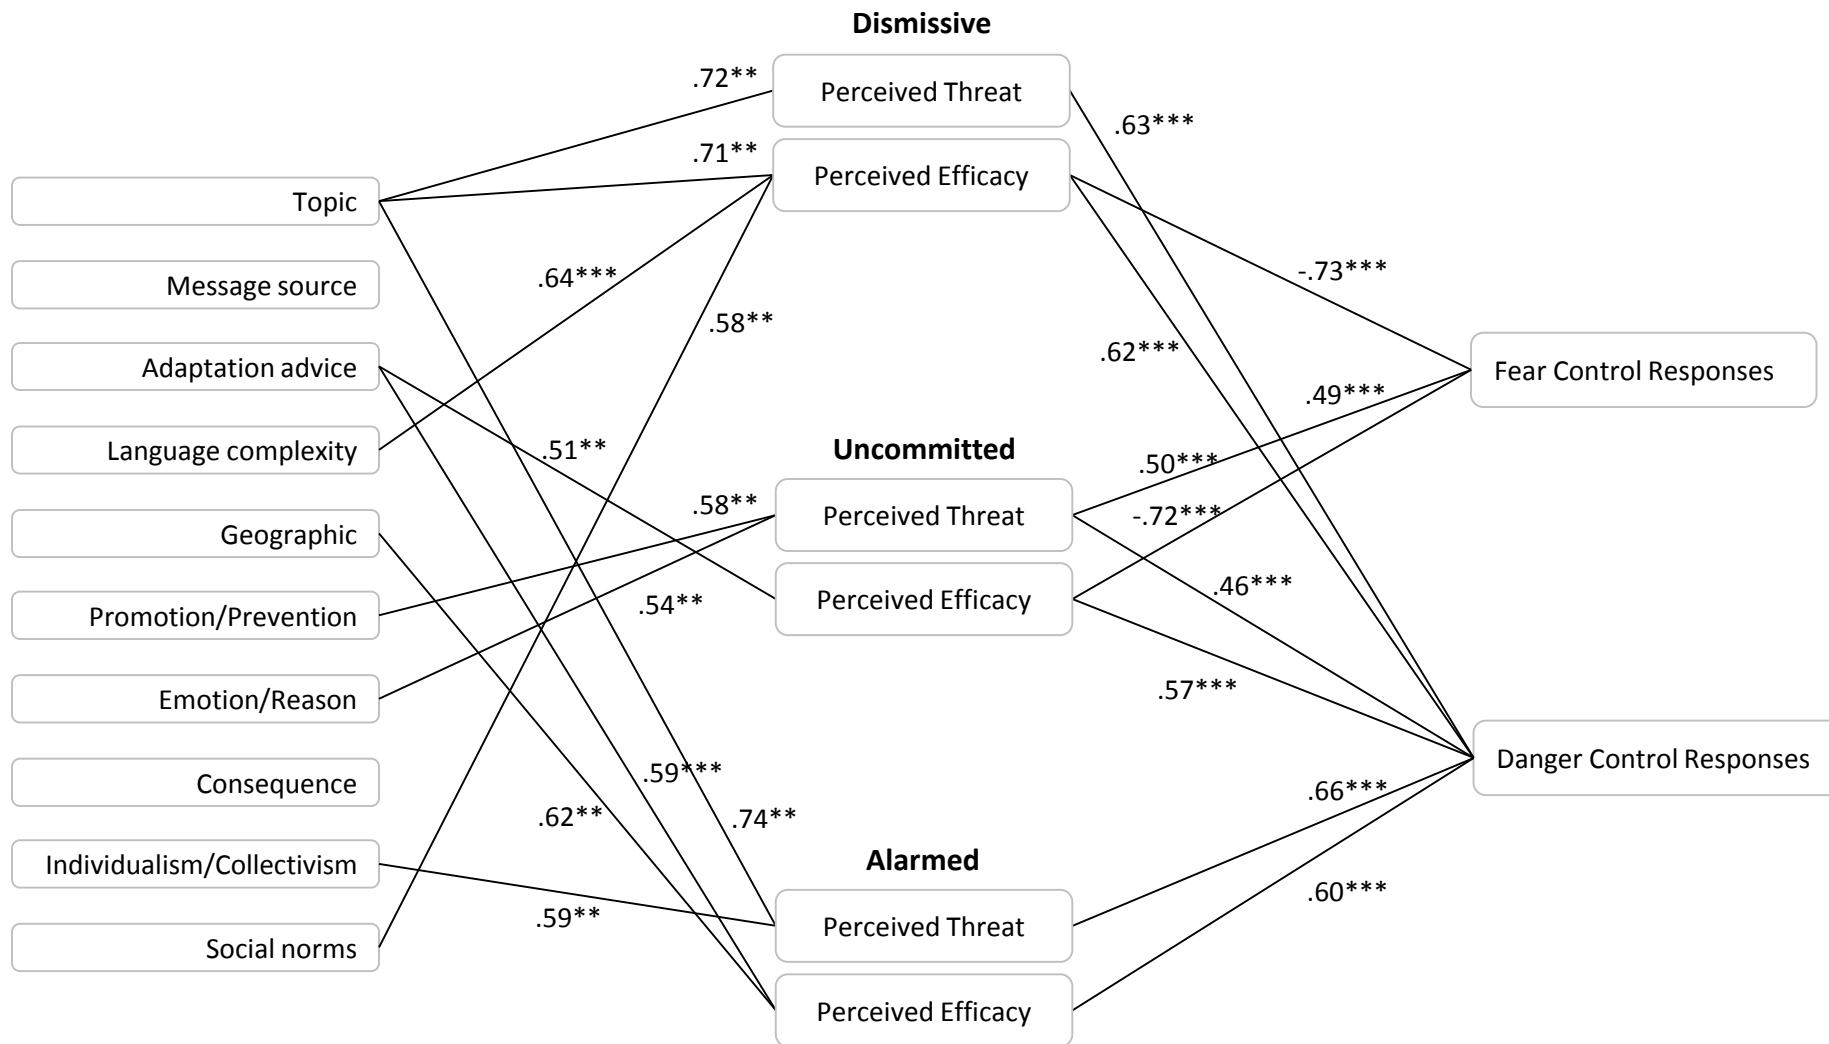 Dismissive
.72**
Perceived Threat
.63***
.71**
Perceived Efficacy
Topic
-.73***
Message source
.64***
.58**
.62***
Adaptation advice
Fear Control Responses
.49***
Language complexity
.51**
Uncommitted
.50***
.58**
Perceived Threat
-.72***
Geographic
.46***
Promotion/Prevention
.54**
Perceived Efficacy
.57***
Emotion/Reason
Danger Control Responses
Consequence
.59***
.66***
.62**
.74**
Individualism/Collectivism
Alarmed
.60***
.59**
Perceived Threat
Social norms
Perceived Efficacy